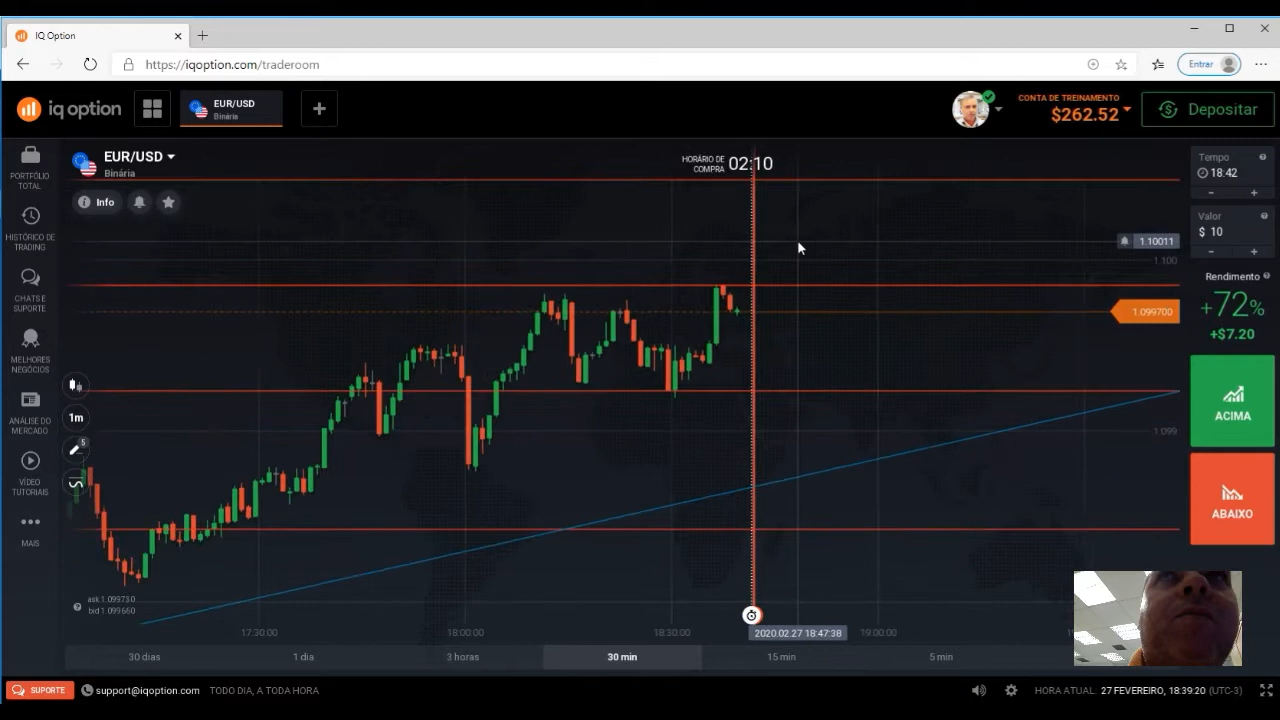 IQ Option
https://iqoption.com/traderoom
Entrar
iq option
EUR/USD
Binária
CONTA DE TREINAMENTO
$262.52
Depositar
EUR/USD
Binária
HORÁRIO DE
COMPRA
02:10
Info
PORTFÓLIO
TOTAL
HISTÓRICO DE
TRADING
CHATS E
SUPORTE
MELHORES
NEGÓCIOS
ANÁLISE DO
MERCADO
VÍDEO
TUTORIAIS
MAIS
1m
5
Tempo
18:42
-
+
Valor
$ 10
-
+
Rendimento
+72%
+$7.20
ACIMA
ABAIXO
1.10011
1.100
1.099700
1.099
ask 1.099730
bid 1.099660
17:30:00
18:00:00
18:30:00
2020.02.27 18:47:38
19:00:00
30 dias
1 dia
3 horas
30 min
15 min
5 min
SUPORTE
support@iqoption.com
TODO DIA, A TODA HORA
HORA ATUAL: 27 FEVEREIRO, 18:39:20 (UTC-3)